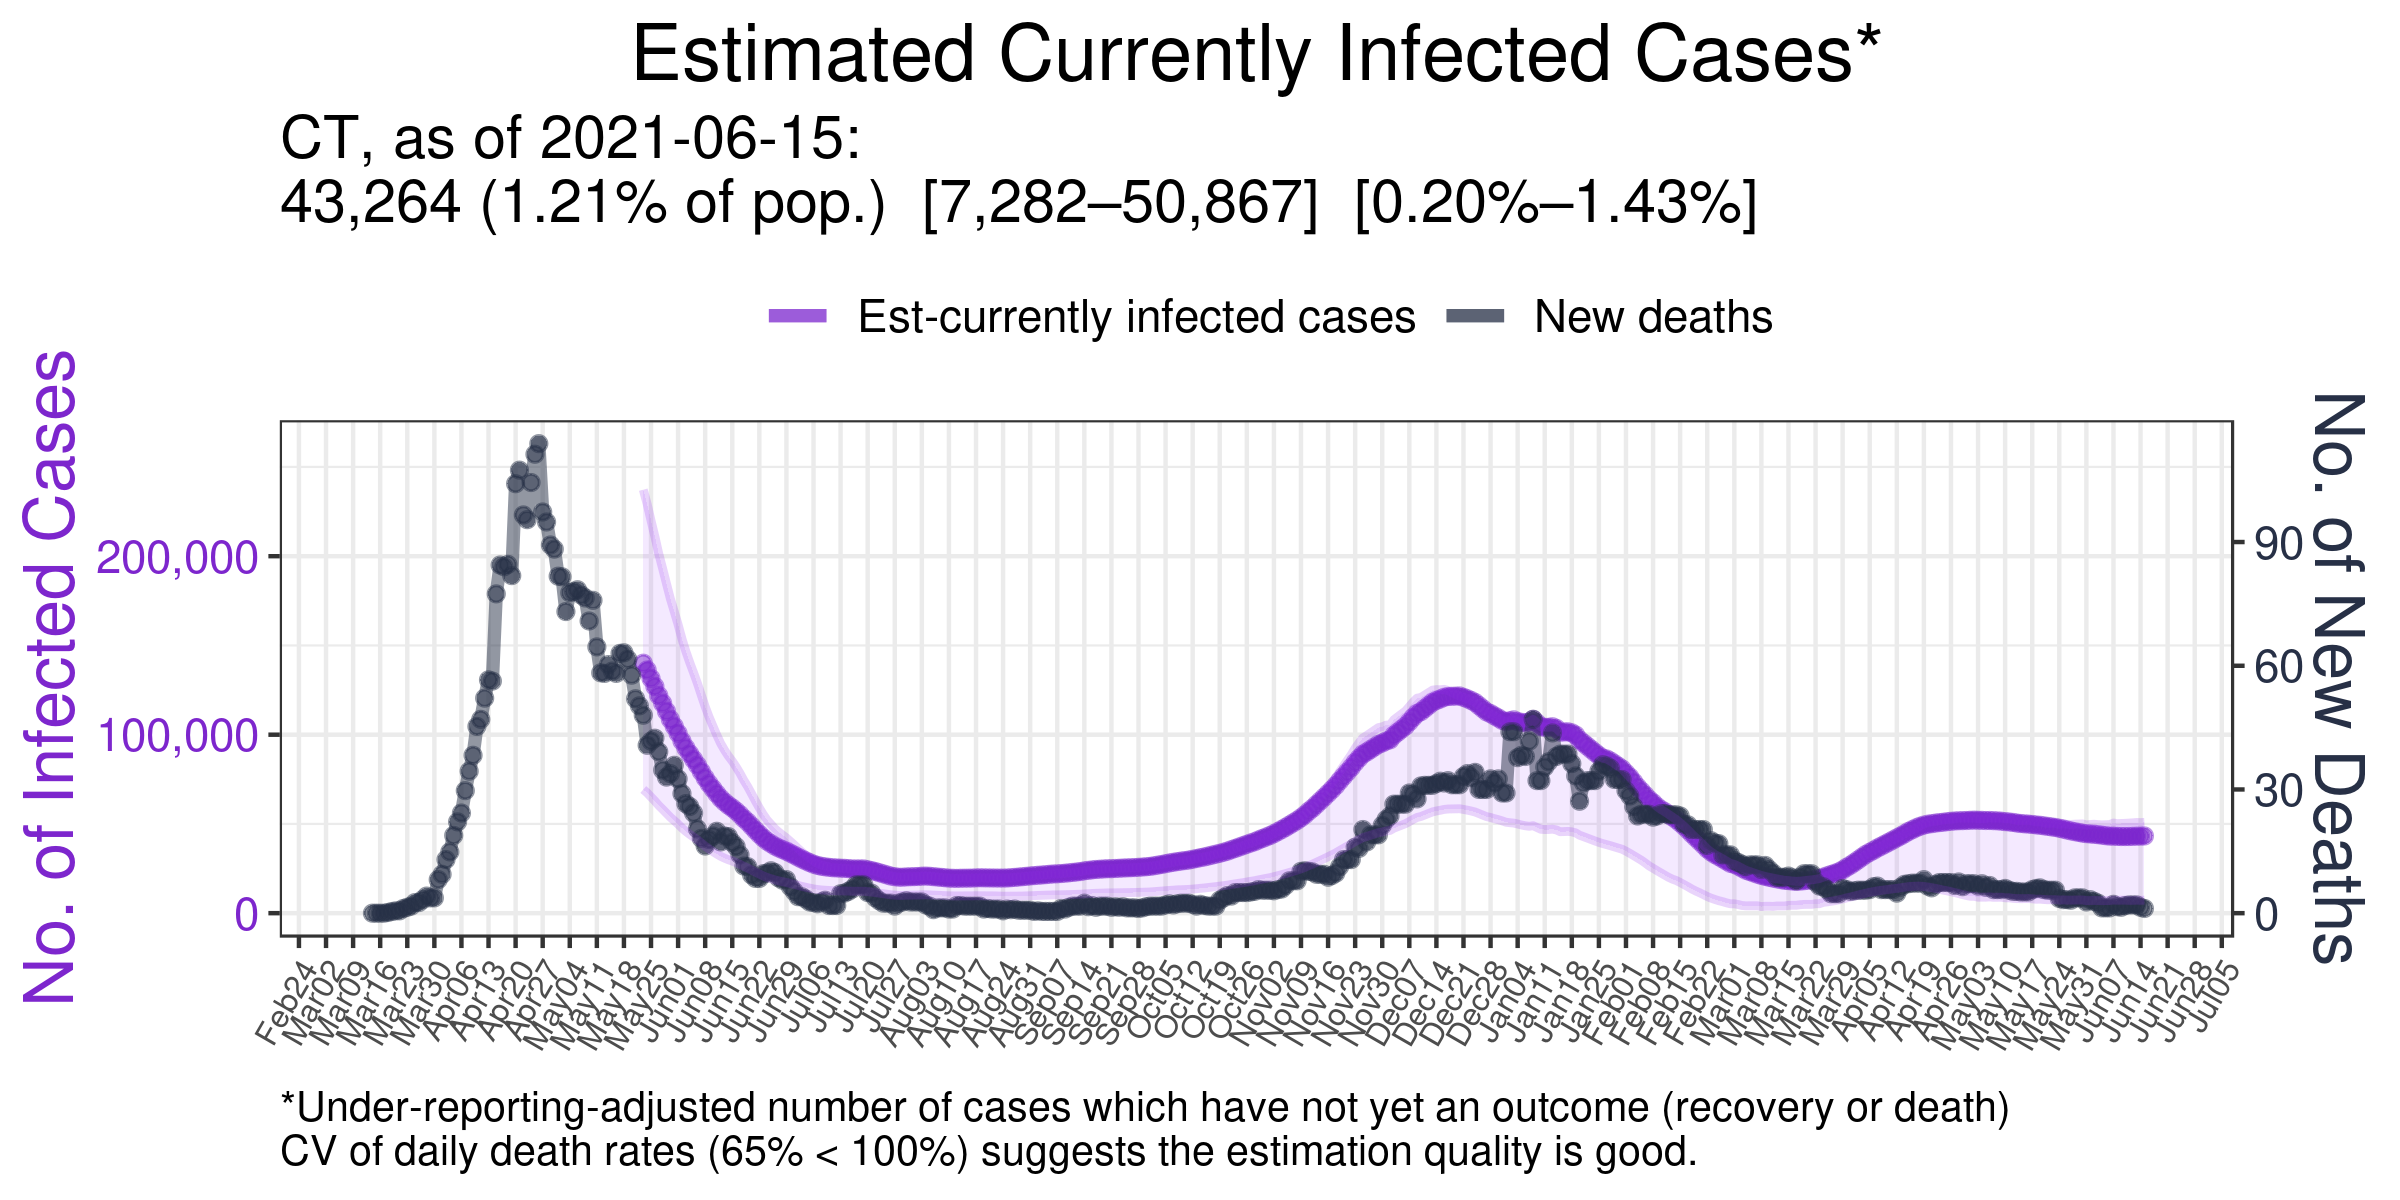 Estimated Currently Infected Cases*
CT, as of 2021-06-15:
43,264 (1.21% of pop.) [7,282–50,867] [0.20%–1.43%]
Est-currently infected cases
New deaths
No. of Infected Cases
200,000
100,000
0
No. of New Deaths
90
60
30
0
Feb24
Mar02
Mar09
Mar16
Mar23
Mar30
Apr06
Apr13
Apr20
Apr27
May04
May11
May18
May25
Jun01
Jun08
Jun15
Jun22
Jun29
Jul06
Jul13
Jul20
Jul27
Aug03
Aug10
Aug17
Aug24
Aug31
Sep07
Sep14
Sep21
Sep28
Oct05
Oct12
Oct19
Oct26
Nov02
Nov09
Nov16
Nov23
Nov30
Dec07
Dec14
Dec21
Dec28
Jan04
Jan11
Jan18
Jan25
Feb01
Feb08
Feb15
Feb22
Mar01
Mar08
Mar15
Mar22
Mar29
Apr05
Apr12
Apr19
Apr26
May03
May10
May17
May24
May31
Jun07
Jun14
Jun21
Jun28
Jul05
*Under-reporting-adjusted number of cases which have not yet an outcome (recovery or death)
CV of daily death rates (65% < 100%) suggests the estimation quality is good.